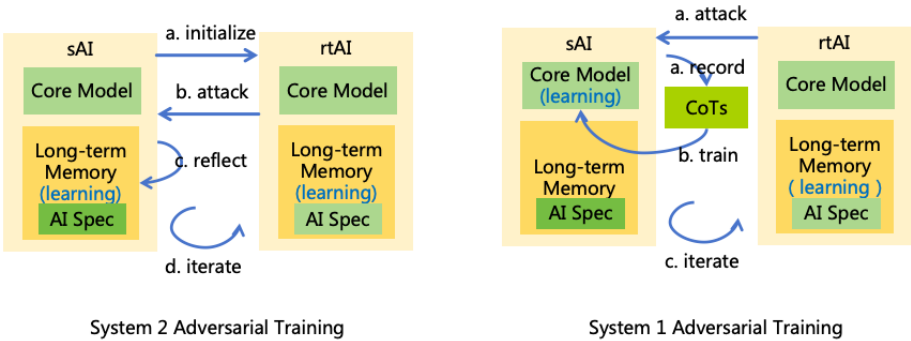 a. initialize
sAI
rtAI
Core Model
b. attack
Core Model
Long-term
Memory
(learning)
c. reflect
Long-term
Memory
(learning)
AI Spec
AI Spec
d. iterate
System 2 Adversarial Training
a. attack
sAI
rtAI
a. record
Core Model
(learning)
CoTs
Core Model
b. train
Long-term
Memory
Long-term
Memory
( learning )
AI Spec
AI Spec
c. iterate
System 1 Adversarial Training